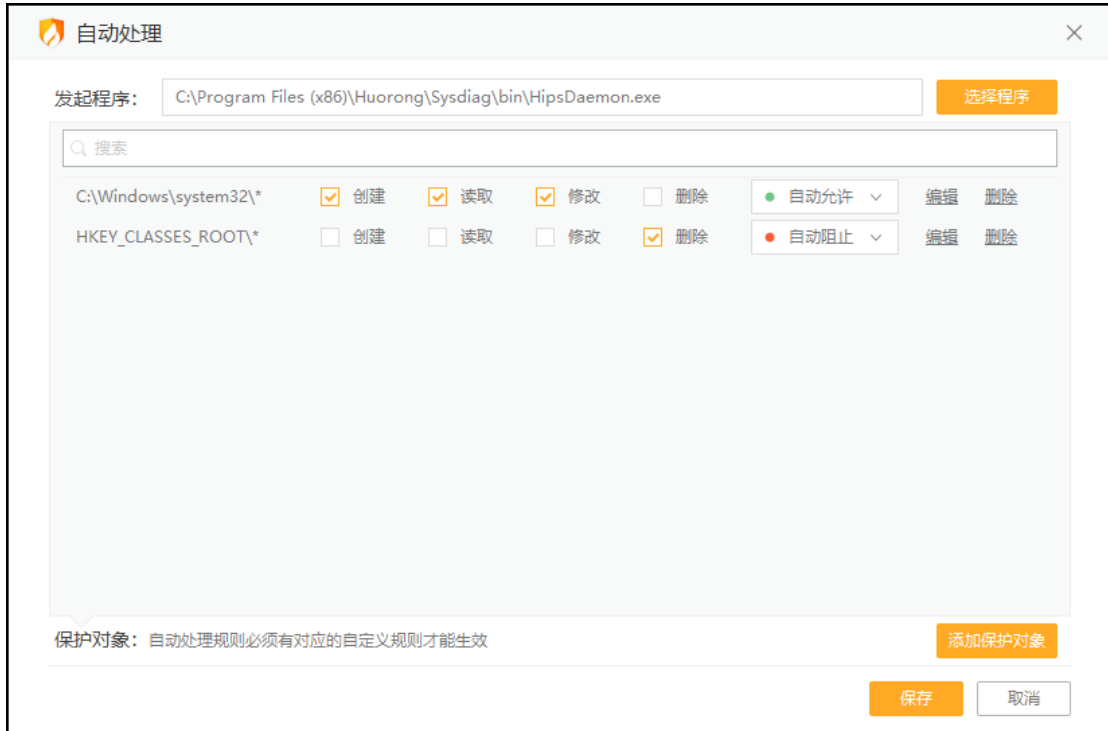 自动处理
发起程序： C:\Program Files (x86)\Huorong\Sysdiag\bin\HipsDaemon.exe 选择程序
搜索
C:\Windows\system32\* 创建 读取 修改 删除 自动允许 编辑 删除
HKEY_CLASSES_ROOT\* 创建 读取 修改 删除 自动阻止 编辑 删除
保护对象：自动处理规则必须有对应的自定义规则才能生效 添加保护对象
保存 取消